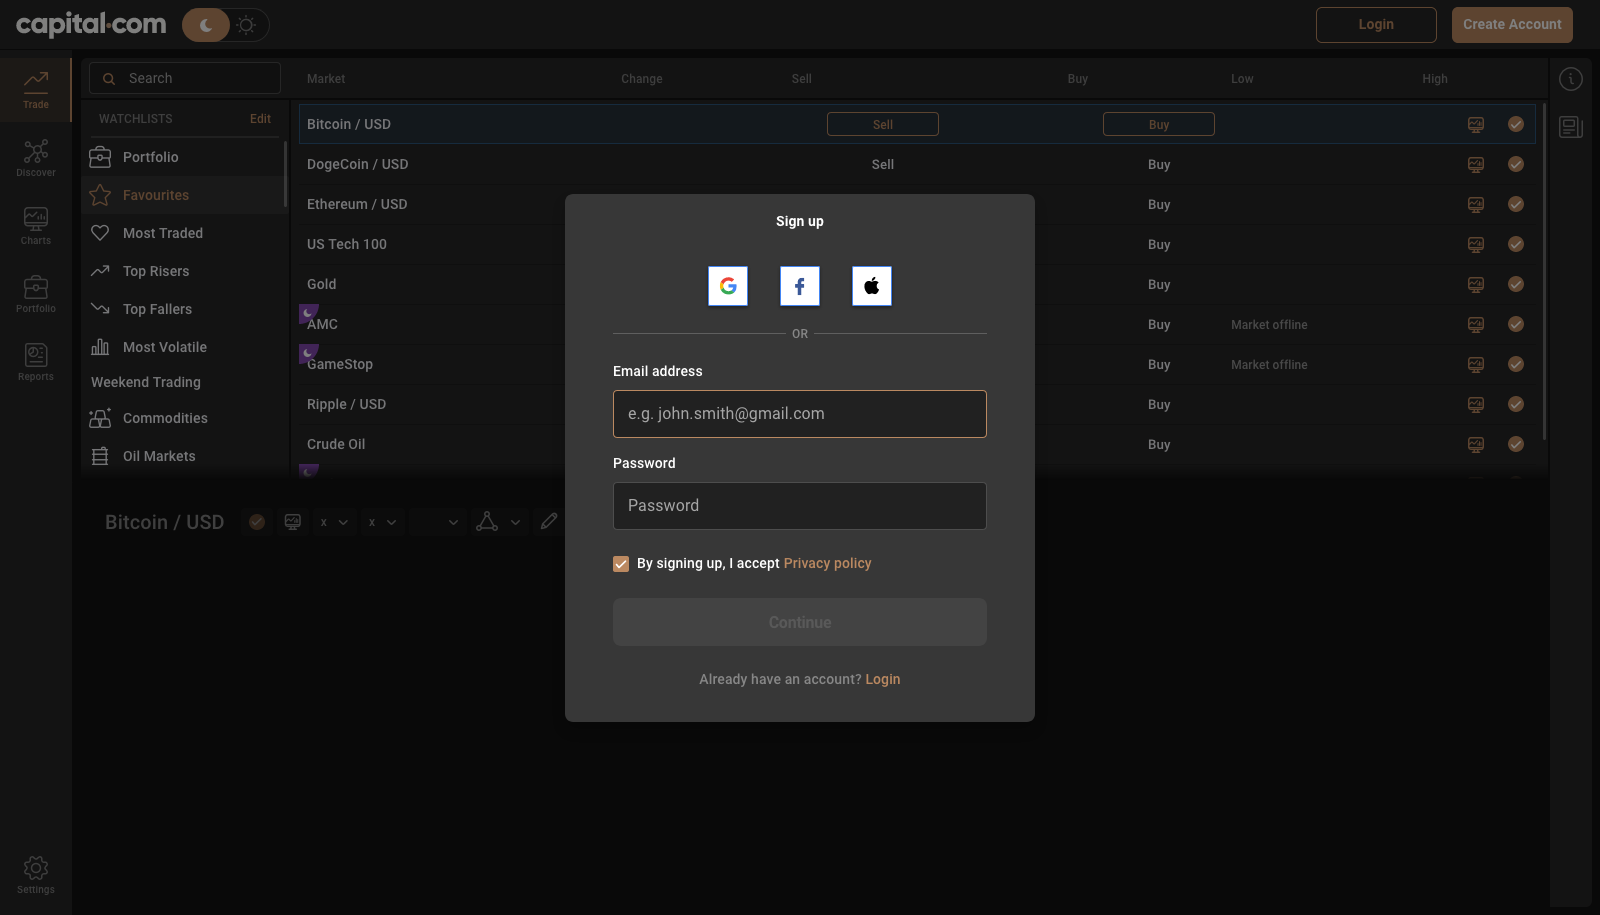 capital.com
Login
Create Account
Trade
Discover
Charts
Portfolio
Reports
Settings
Search
WATCHLISTS Edit
Portfolio
Favourites
Most Traded
Top Risers
Top Fallers
Most Volatile
Weekend Trading
Commodities
Oil Markets
Market Change Sell Buy Low High
Bitcoin / USD Sell Buy
DogeCoin / USD Sell Buy
Ethereum / USD Buy
US Tech 100 Buy
Gold Buy
AMC Buy Market offline
GameStop Buy Market offline
Ripple / USD Buy
Crude Oil Buy
Bitcoin / USD x x
Sign up
OR
Email address
e.g. john.smith@gmail.com
Password
Password
By signing up, I accept Privacy policy
Continue
Already have an account? Login